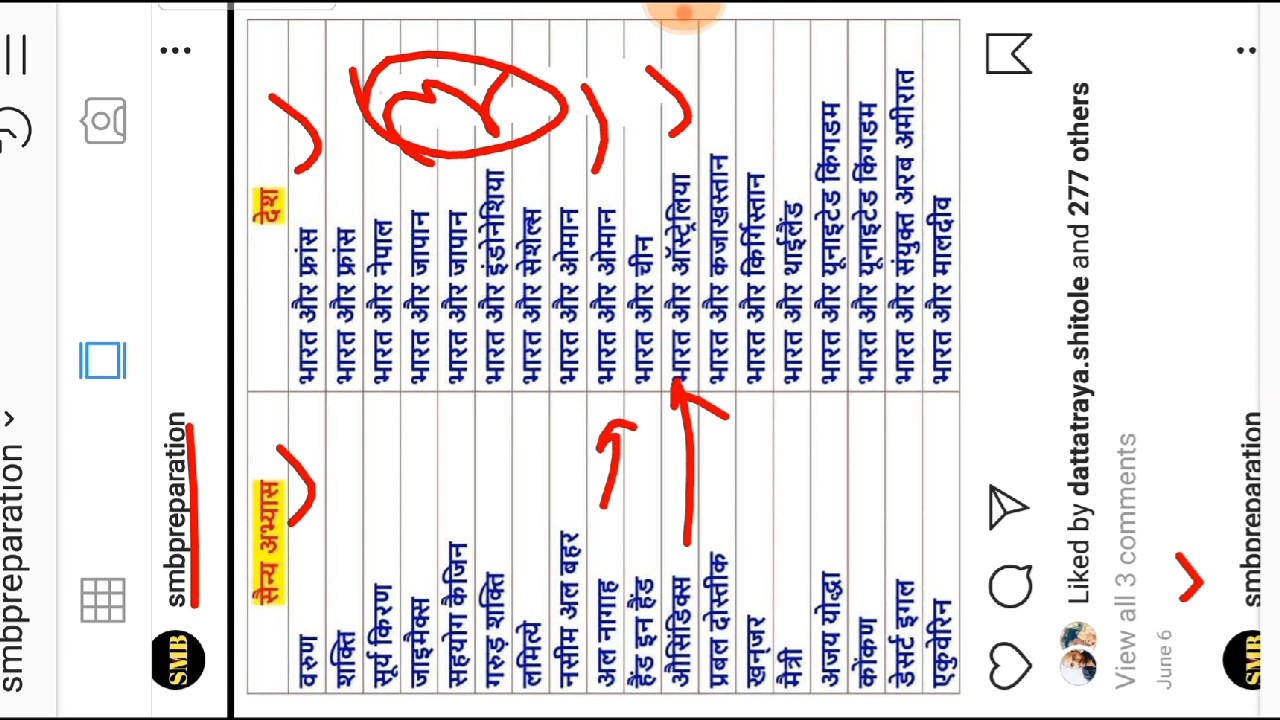 smbpreparation
smbpreparation
SMB
सैन्य अभ्यास देश
वरुण भारत और फ्रांस
शक्ति भारत और फ्रांस
सूर्य किरण भारत और नेपाल
जाइमैक्स भारत और जापान
सहयोग कैजिन भारत और जापान
गरुड़ शक्ति भारत और इंडोनेशिया
लमित्ये भारत और सेशेल्स
नसीम अल बहर भारत और ओमान
अल नागाह भारत और ओमान
हैंड इन हैंड भारत और चीन
औसिंडिक्स भारत और ऑस्ट्रेलिया
प्रबल दोस्तीक भारत और कजाखस्तान
खनजर भारत और किर्गिस्तान
मैत्री भारत और थाईलैंड
अजय योद्धा भारत और यूनाइटेड किंगडम
कोंकण भारत और यूनाइटेड किंगडम
डेसर्ट इगल भारत और संयुक्त अरब अमीरात
एकुवेरिन भारत और मालदीव
Liked by dattatraya.shitole and 277 others
View all 3 comments
June 6
SMB
smbpreparation